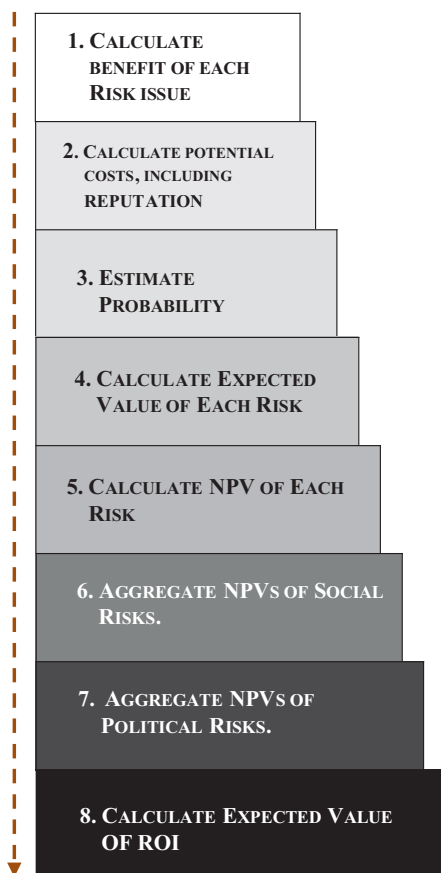 1. CALCULATE
BENEFIT OF EACH
RISK ISSUE
2. CALCULATE POTENTIAL
COSTS, INCLUDING
REPUTATION
3. ESTIMATE
PROBABILITY
4. CALCULATE EXPECTED
VALUE OF EACH RISK
5. CALCULATE NPV OF EACH
RISK
6. AGGREGATE NPVS OF SOCIAL
RISKS.
7. AGGREGATE NPVS OF
POLITICAL RISKS.
8. CALCULATE EXPECTED VALUE
OF ROI